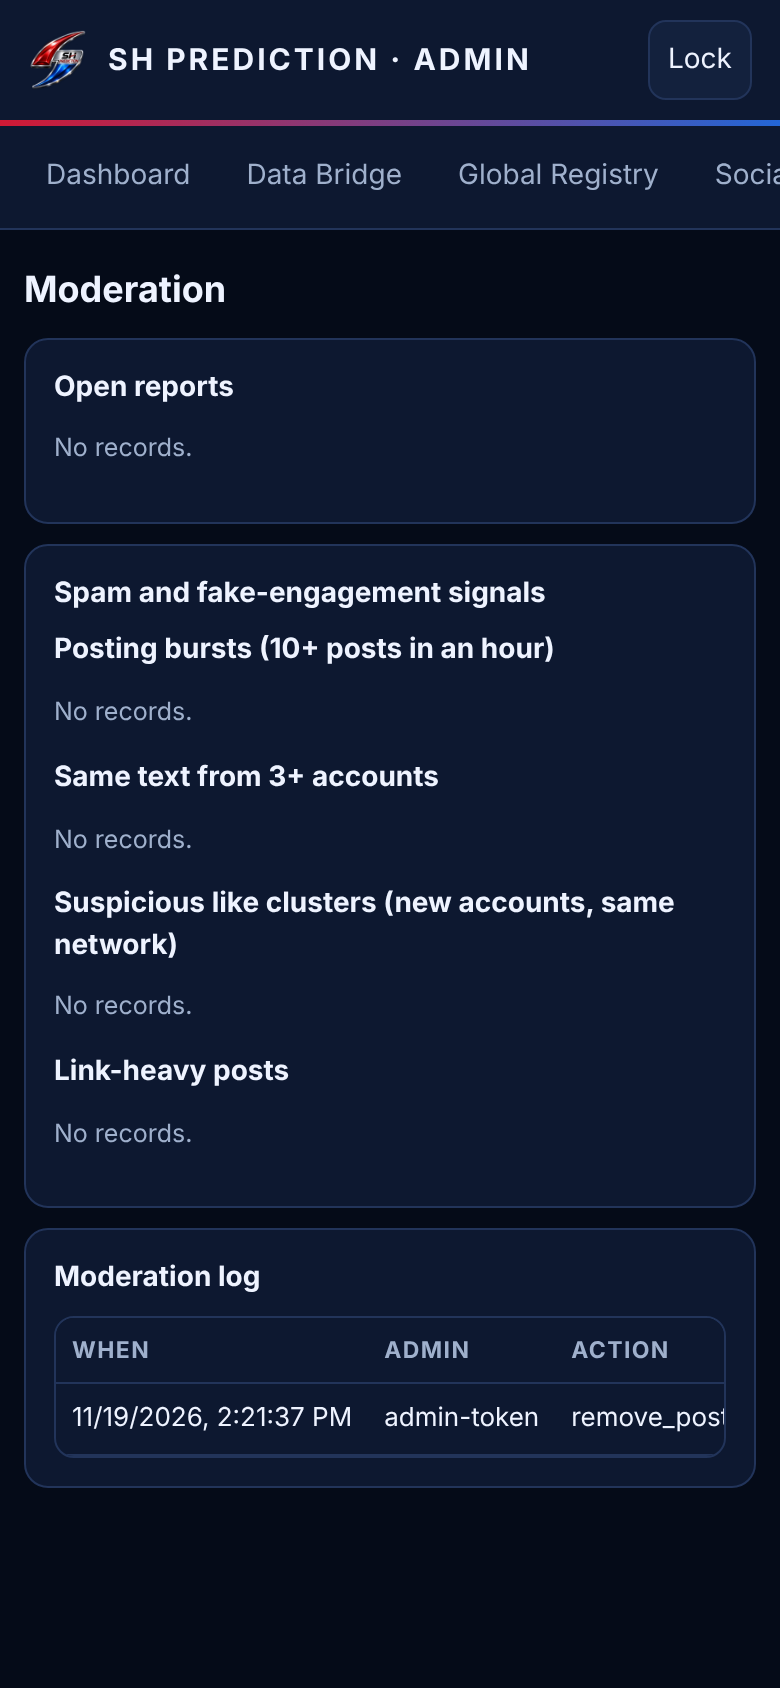 SH
SH PREDICTION · ADMIN
Lock
Dashboard Data Bridge Global Registry Socia
Moderation
Open reports
No records.
Spam and fake-engagement signals
Posting bursts (10+ posts in an hour)
No records.
Same text from 3+ accounts
No records.
Suspicious like clusters (new accounts, same
network)
No records.
Link-heavy posts
No records.
Moderation log
WHEN ADMIN ACTION
11/19/2026, 2:21:37 PM admin-token remove_post